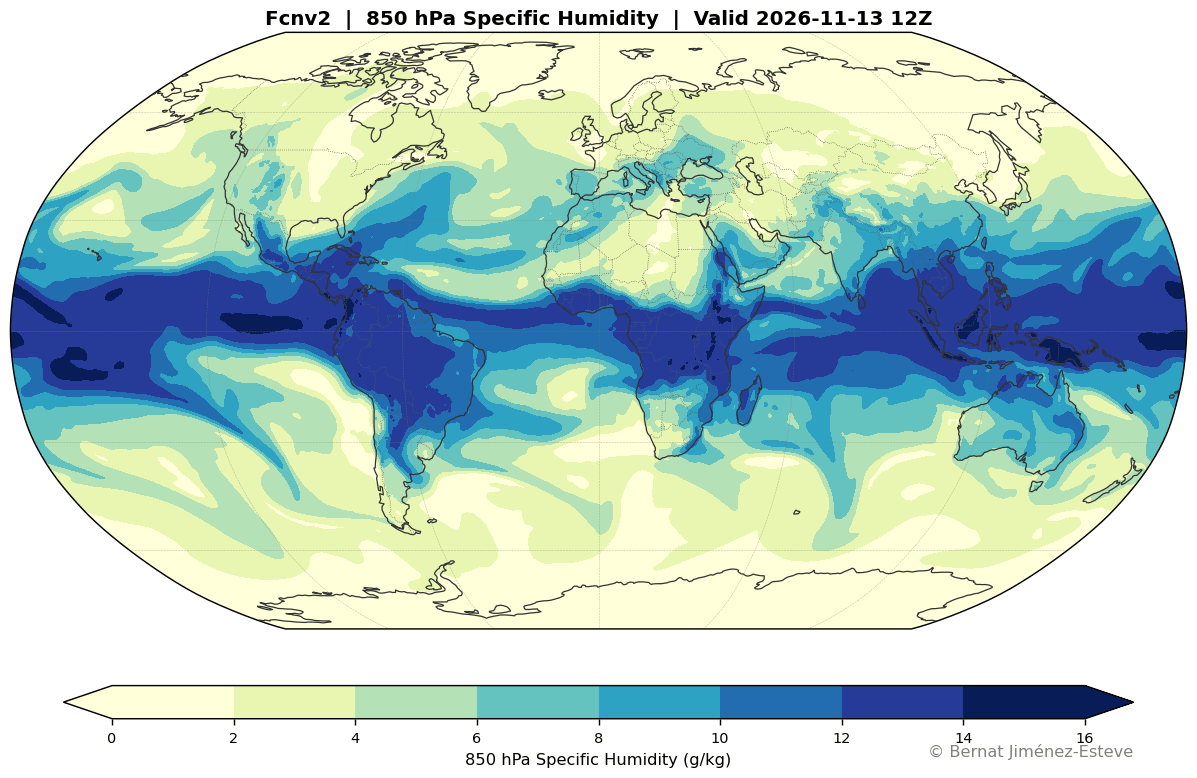 Fcnv2 | 850 hPa Specific Humidity | Valid 2026-11-13 12Z
0 2 4 6 8 10 12 14 16
850 hPa Specific Humidity (g/kg)
© Bernat Jiménez-Esteve